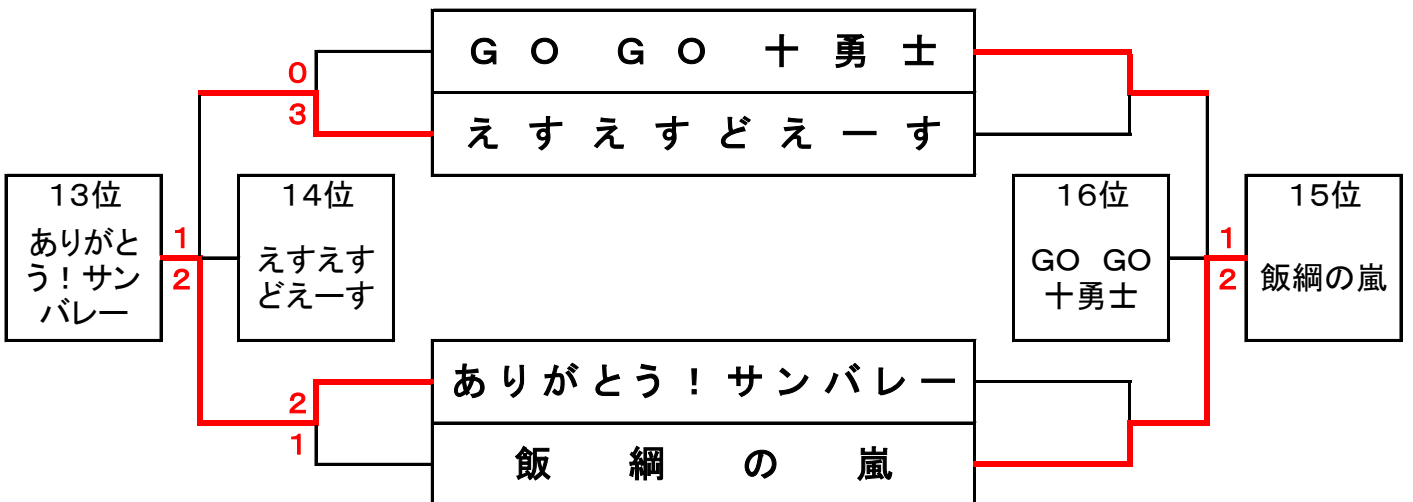 ＧＯ ＧＯ 十勇士
０
３
えすえすどえーす
１３位
ありがと
う！サン
バレー
１
２
１４位
えすえす
どえーす
１６位
ＧＯ ＧＯ
十勇士
１
２
１５位
飯綱の嵐
ありがとう！サンバレー
２
１
飯綱の嵐